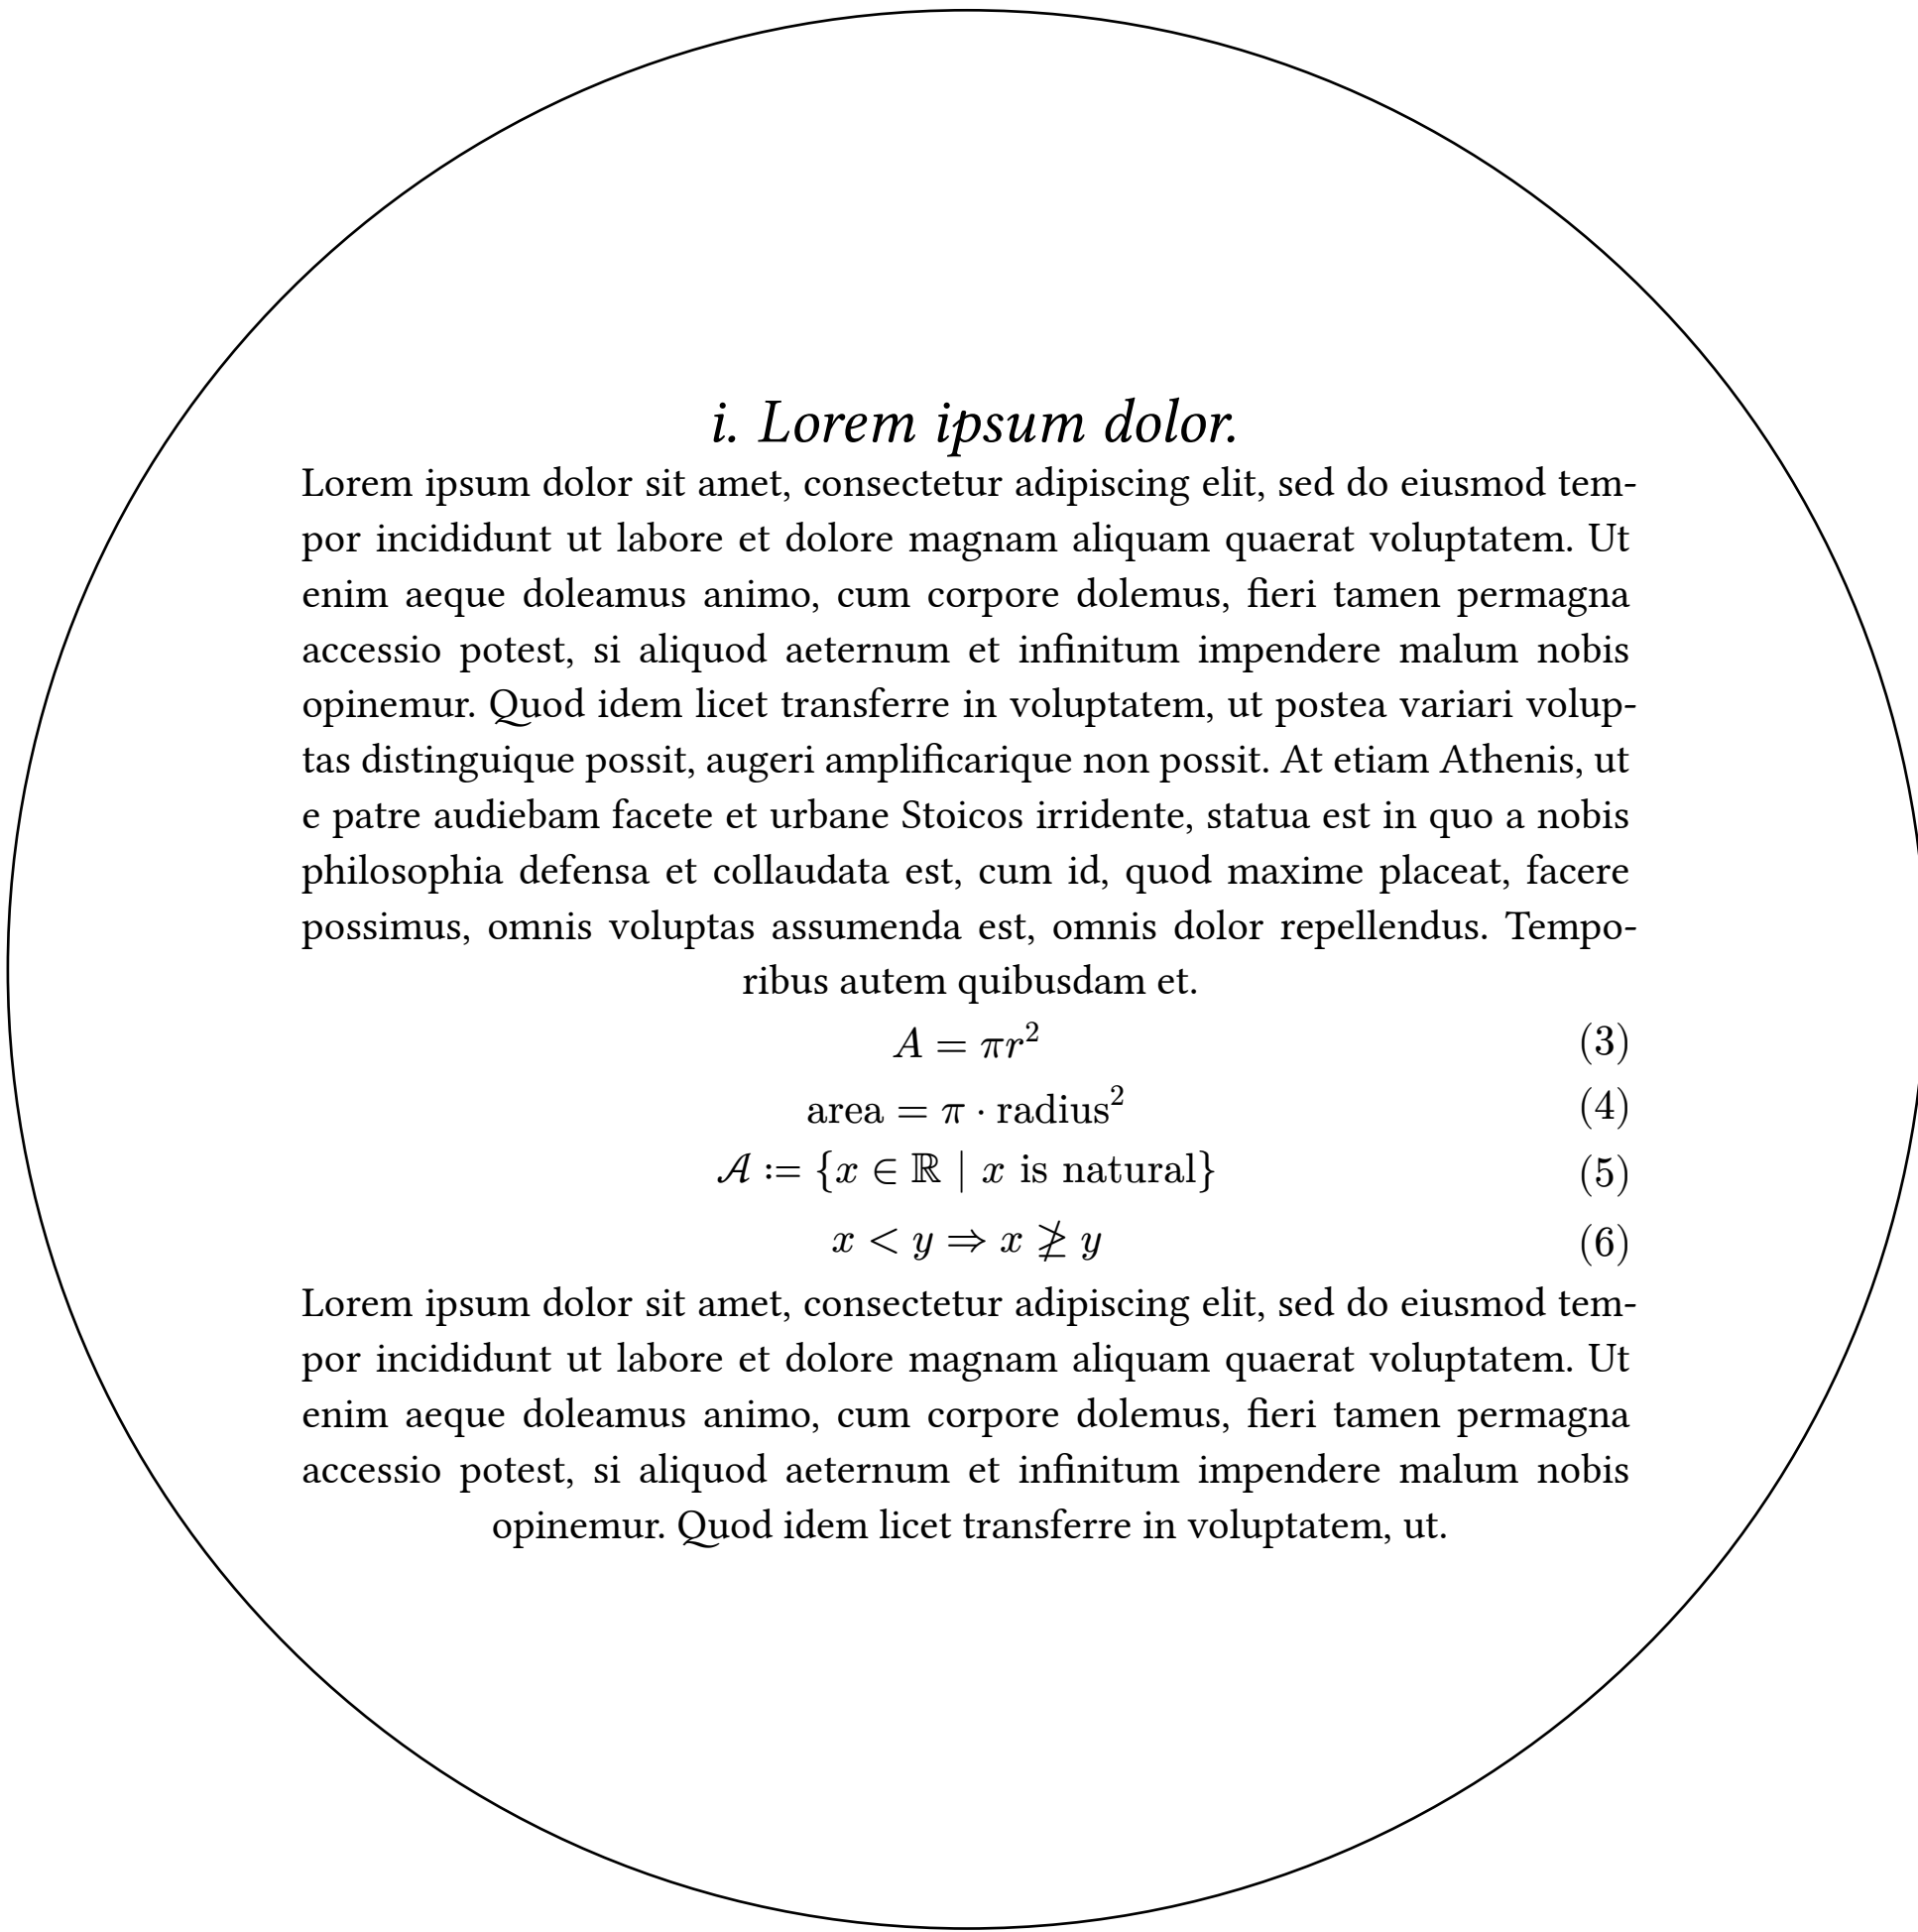 i. Lorem ipsum dolor.
Lorem ipsum dolor sit amet, consectetur adipiscing elit, sed do eiusmod tem-
por incididunt ut labore et dolore magnam aliquam quaerat voluptatem. Ut
enim aeque doleamus animo, cum corpore dolemus, fieri tamen permagna
accessio potest, si aliquod aeternum et infinitum impendere malum nobis
opinemur. Quod idem licet transferre in voluptatem, ut postea variari volup-
tas distinguique possit, augeri amplificarique non possit. At etiam Athenis, ut
e patre audiebam facete et urbane Stoicos irridente, statua est in quo a nobis
philosophia defensa et collaudata est, cum id, quod maxime placeat, facere
possimus, omnis voluptas assumenda est, omnis dolor repellendus. Tempo-
ribus autem quibusdam et.
A = πr² (3)
area = π · radius² (4)
𝒜 ≔ {x ∈ ℝ | x is natural} (5)
x < y ⇒ x ≱ y (6)
Lorem ipsum dolor sit amet, consectetur adipiscing elit, sed do eiusmod tem-
por incididunt ut labore et dolore magnam aliquam quaerat voluptatem. Ut
enim aeque doleamus animo, cum corpore dolemus, fieri tamen permagna
accessio potest, si aliquod aeternum et infinitum impendere malum nobis
opinemur. Quod idem licet transferre in voluptatem, ut.